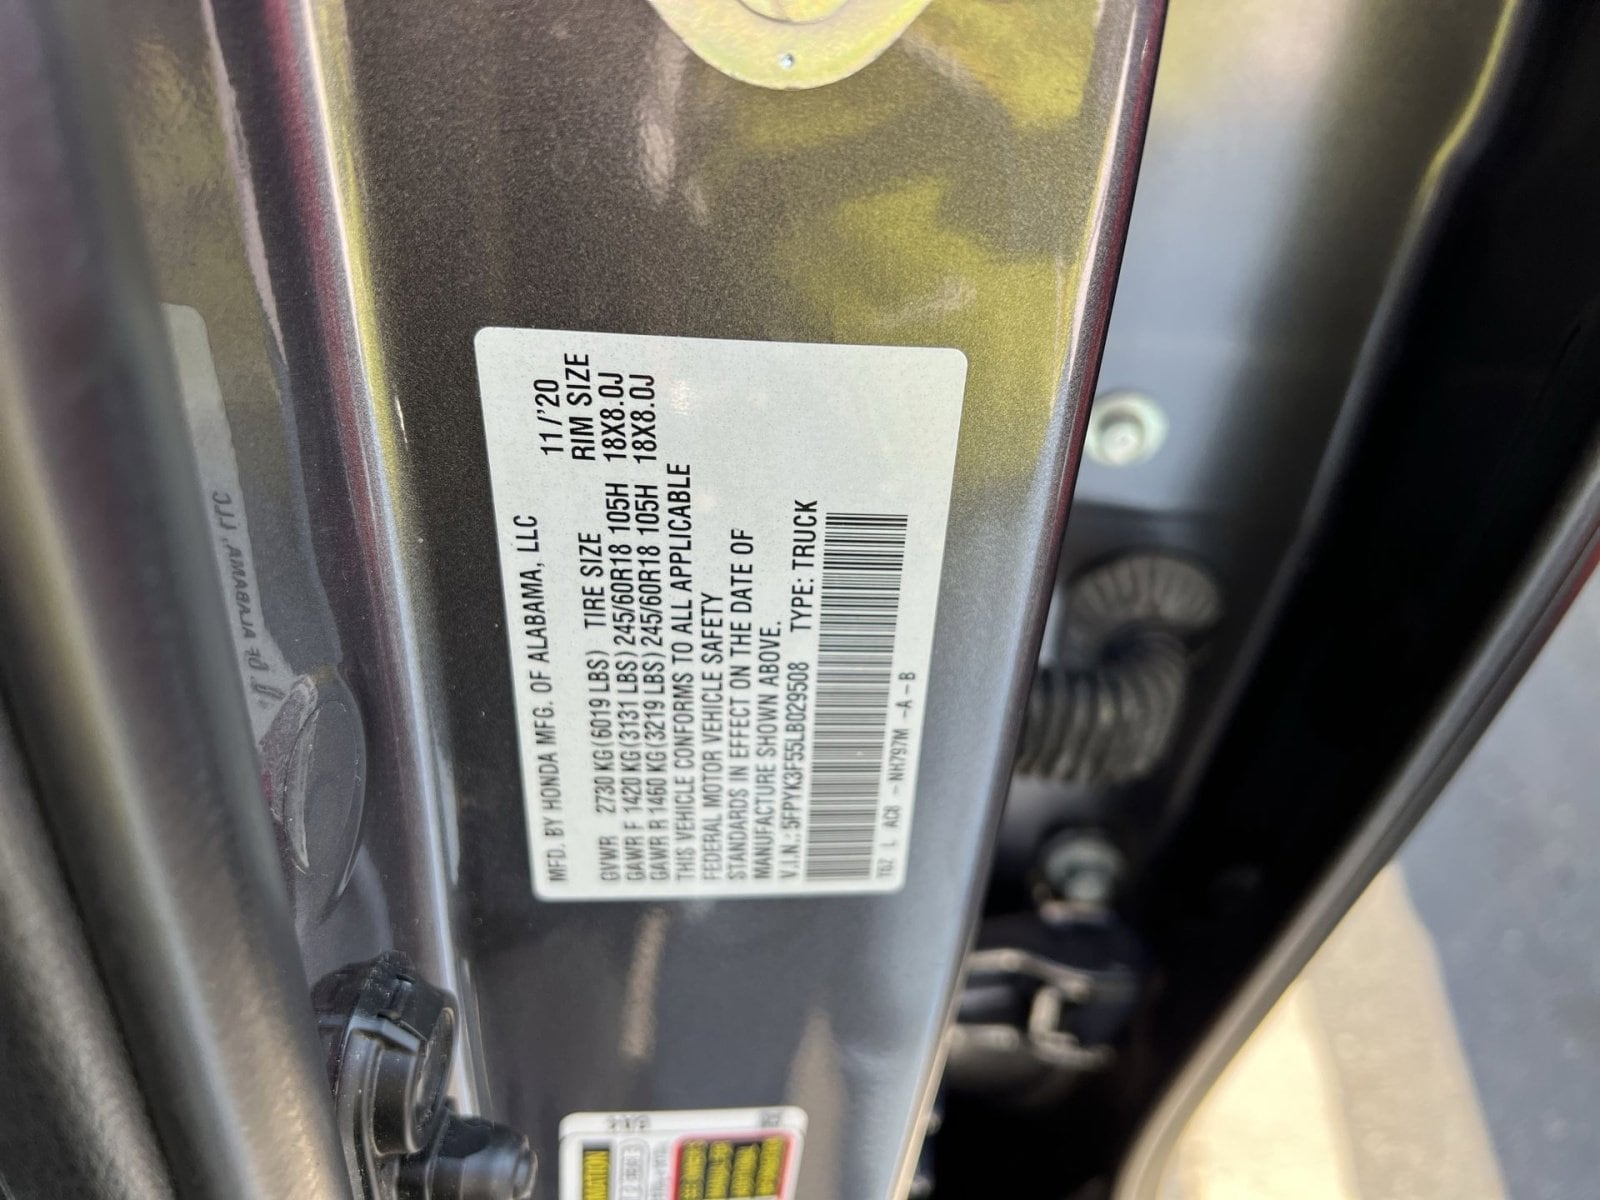 MFD. BY HONDA MFG. OF ALABAMA, LLC 11/'20
GVWR 2730 KG(6019 LBS) TIRE SIZE RIM SIZE
GAWR F 1420 KG(3131 LBS) 245/60R18 105H 18X8.0J
GAWR R 1460 KG(3219 LBS) 245/60R18 105H 18X8.0J
THIS VEHICLE CONFORMS TO ALL APPLICABLE
FEDERAL MOTOR VEHICLE SAFETY
STANDARDS IN EFFECT ON THE DATE OF
MANUFACTURE SHOWN ABOVE.
V.I.N.: 5FPYK3F55LB029508 TYPE: TRUCK
T6Z L AC8 - NH797M -A-B